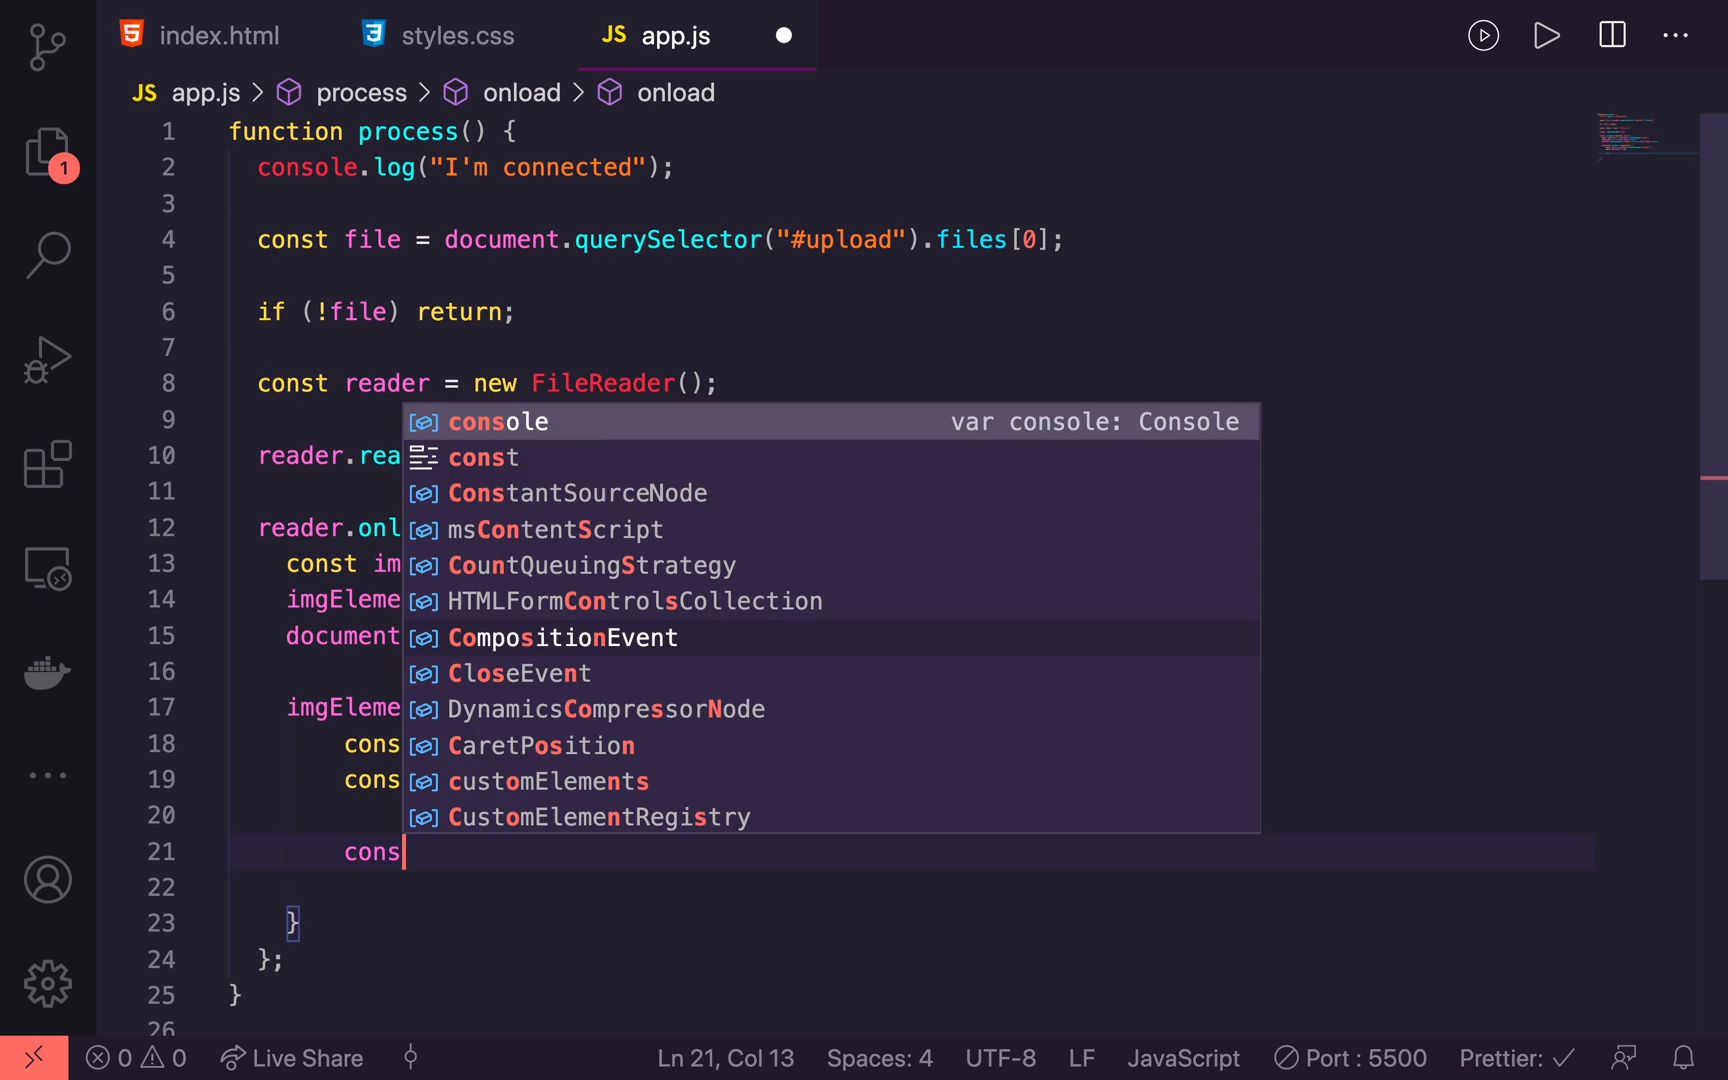 index.html
styles.css
JS app.js
JS app.js > process > onload > onload
1 function process() {
2 console.log("I'm connected");
3
4 const file = document.querySelector("#upload").files[0];
5
6 if (!file) return;
7
8 const reader = new FileReader();
9 console var console: Console
10 reader.rea const
11 ConstantSourceNode
12 reader.onl msContentScript
13 const im CountQueuingStrategy
14 imgEleme HTMLFormControlsCollection
15 document CompositionEvent
16 CloseEvent
17 imgEleme DynamicsCompressorNode
18 cons CaretPosition
19 cons customElements
20 CustomElementRegistry
21 cons
22
23 }
24 };
25 }
26
1
0 0 Live Share Ln 21, Col 13 Spaces: 4 UTF-8 LF JavaScript Port : 5500 Prettier: ✓